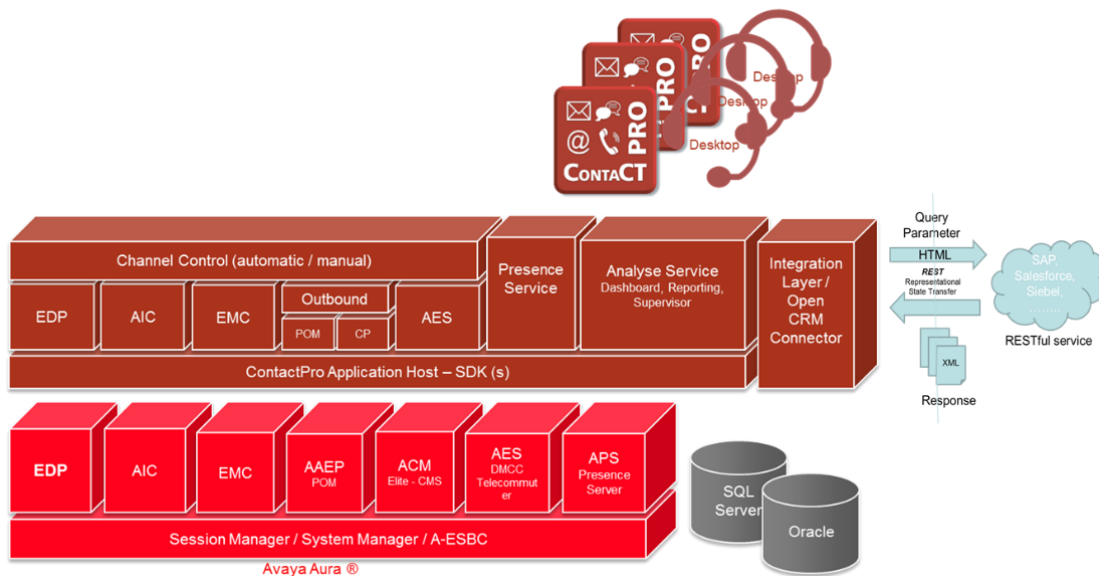 PRO
Desktop
PRO
Desktop
PRO
@
Desktop
CONTACT
Query
Parameter
HTML
REST
Representational
State Transfer
SAP,
Salesforce,
Siebel,
........
RESTful service
XML
Response
Channel Control (automatic / manual)
Presence
Service
Analyse Service
Dashboard, Reporting,
Supervisor
Integration
Layer /
Open
CRM
Connector
EDP
AIC
EMC
Outbound
POM
CP
AES
ContactPro Application Host – SDK (s)
EDP
AIC
EMC
AAEP
POM
ACM
Elite - CMS
AES
DMCC
Telecommut
er
APS
Presence
Server
Session Manager / System Manager / A-ESBC
Avaya Aura ®
SQL
Server
Oracle